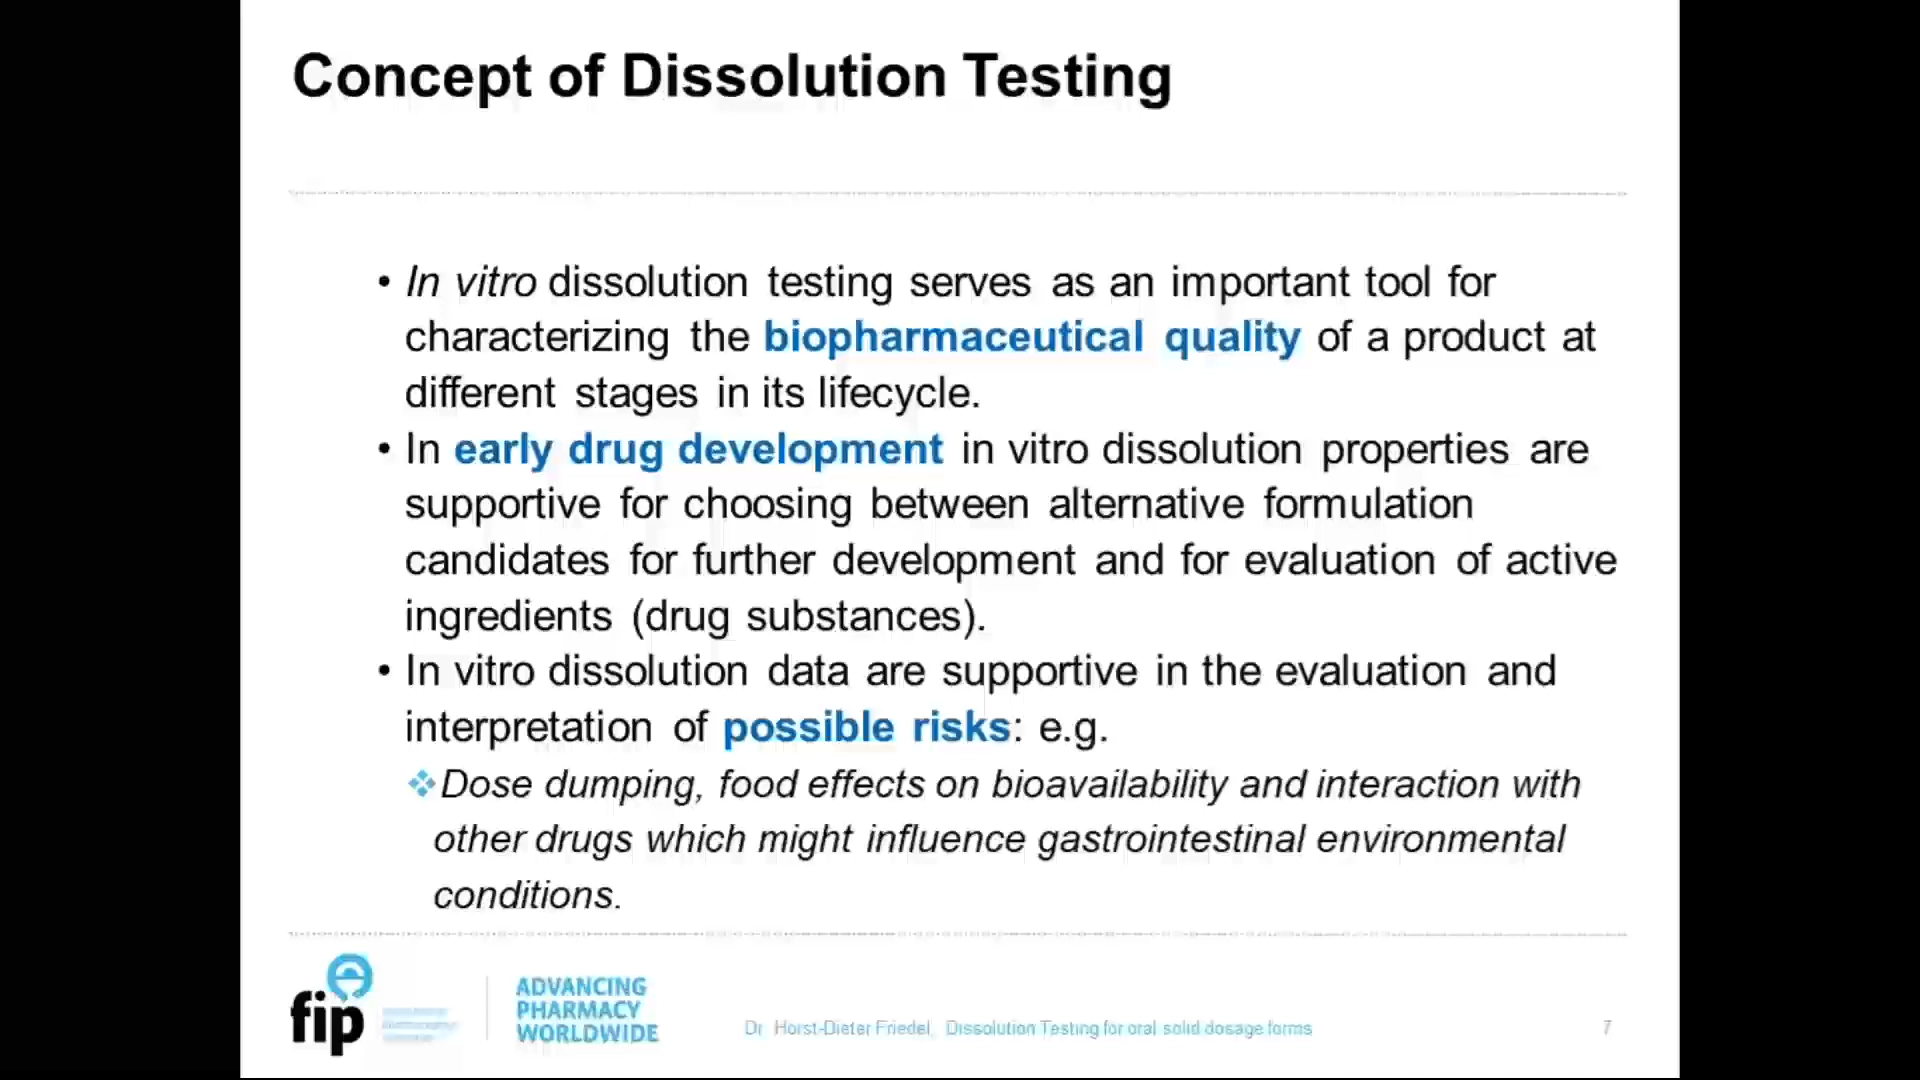 Concept of Dissolution Testing
• In vitro dissolution testing serves as an important tool for
characterizing the biopharmaceutical quality of a product at
different stages in its lifecycle.
• In early drug development in vitro dissolution properties are
supportive for choosing between alternative formulation
candidates for further development and for evaluation of active
ingredients (drug substances).
• In vitro dissolution data are supportive in the evaluation and
interpretation of possible risks: e.g.
❖Dose dumping, food effects on bioavailability and interaction with
other drugs which might influence gastrointestinal environmental
conditions.
fip
ADVANCING
PHARMACY
WORLDWIDE
Dr. Horst-Dieter Friedel, Dissolution Testing for oral solid dosage forms
7